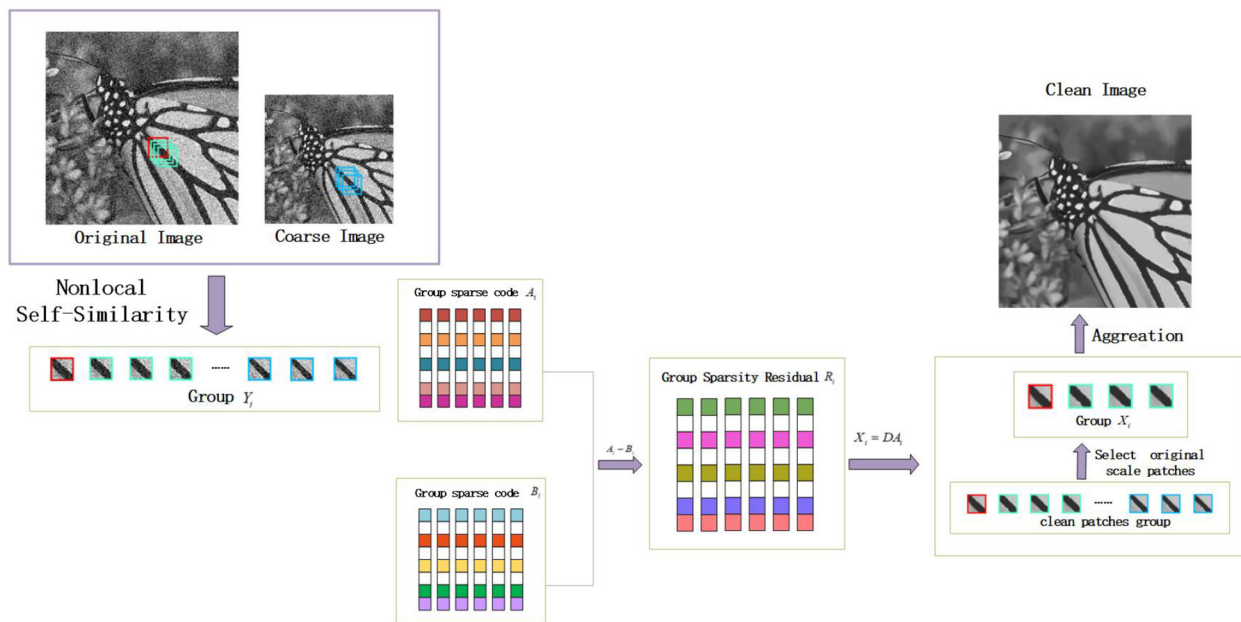 Original Image
Coarse Image
Nonlocal
Self-Similarity
Group Y_i
Group sparse code A_i
Group sparse code B_i
A_i − B_i
Group Sparsity Residual R_i
X_i = DA_i
Clean Image
Aggreation
Group X_i
Select original
scale patches
clean patches group